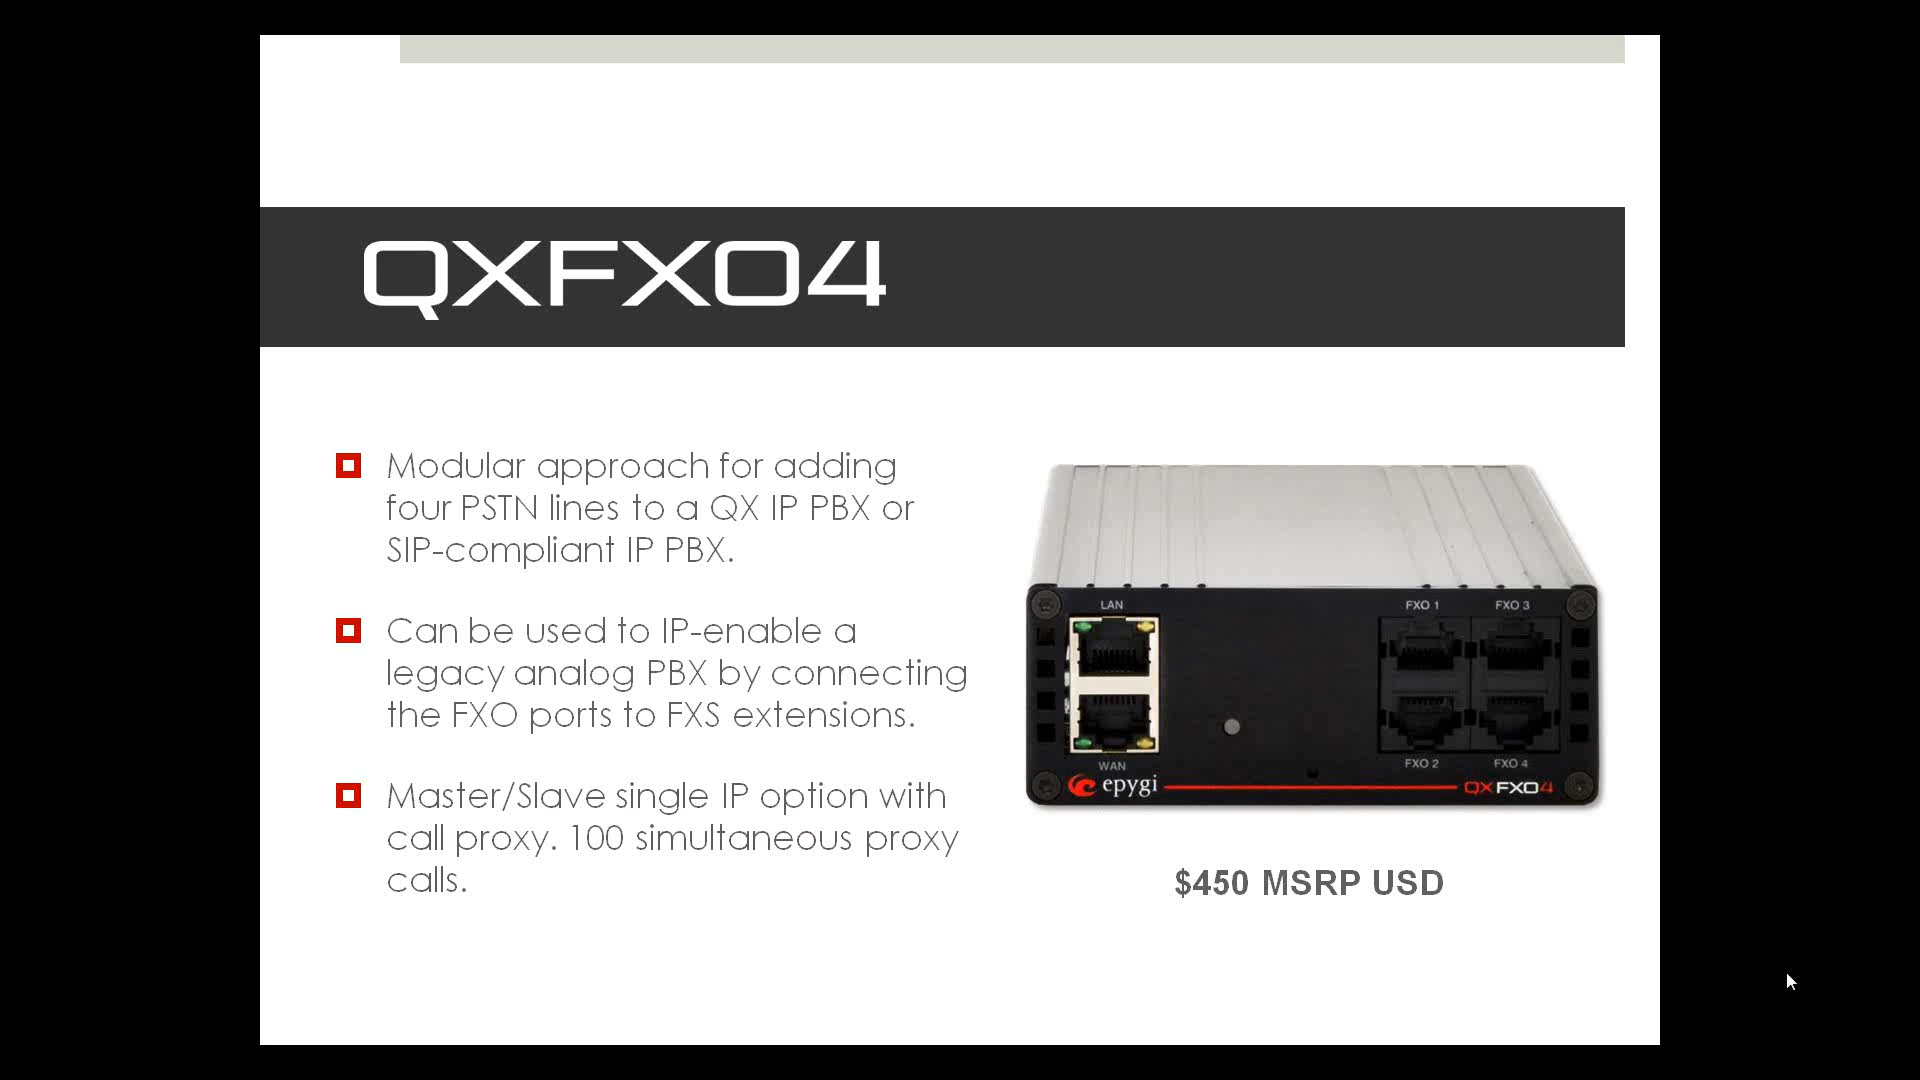 QXFXO4
Modular approach for adding
four PSTN lines to a QX IP PBX or
SIP-compliant IP PBX.
Can be used to IP-enable a
legacy analog PBX by connecting
the FXO ports to FXS extensions.
Master/Slave single IP option with
call proxy. 100 simultaneous proxy
calls.
LAN
FXO 1
FXO 3
WAN
FXO 2
FXO 4
epygi
QXFXO4
$450 MSRP USD